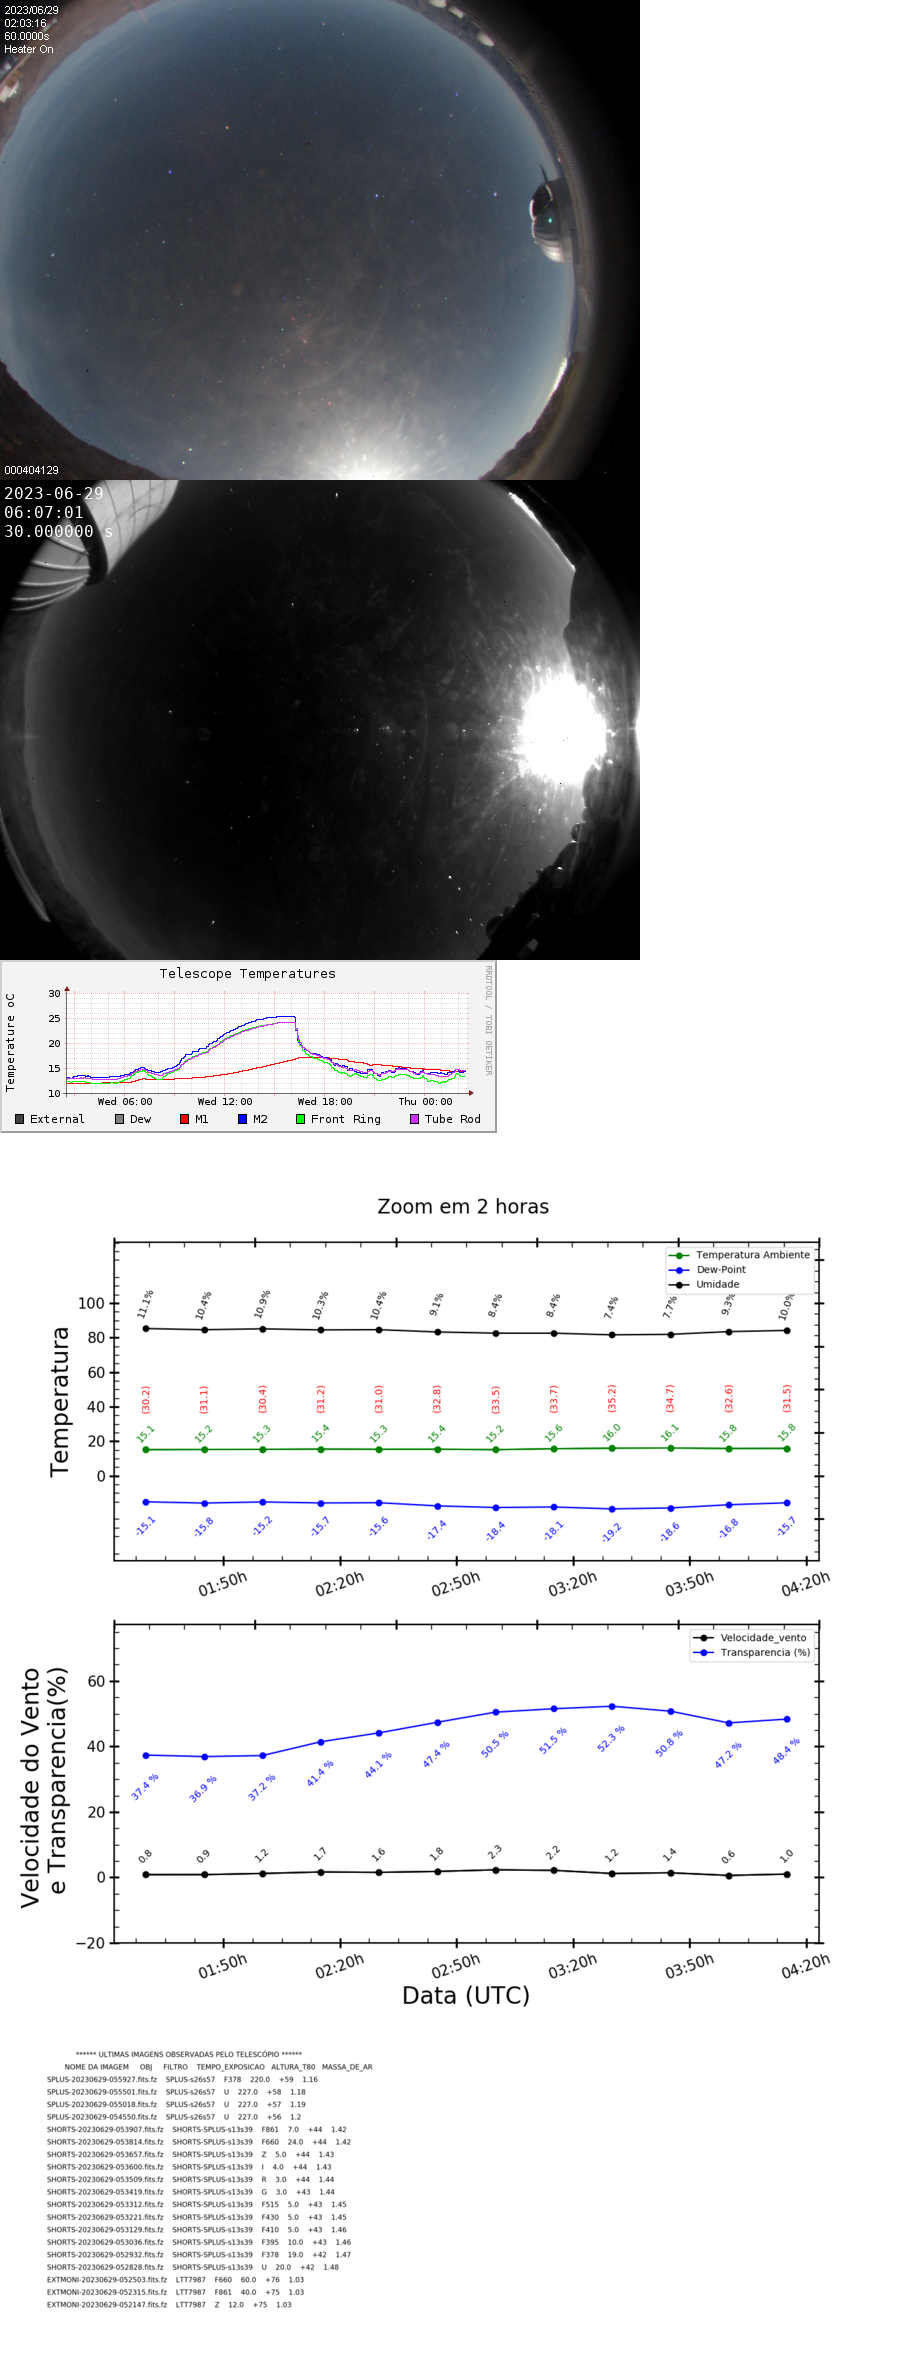 2023/06/29
02:03:16
60.0000s
Heater On
000404129
2023-06-29
06:07:01
30.000000 s
Telescope Temperatures
RRDTOOL / TOBI OETIKER
Temperature oC
30
25
20
15
10
Wed 06:00 Wed 12:00 Wed 18:00 Thu 00:00
External Dew M1 M2 Front Ring Tube Rod
Zoom em 2 horas
Temperatura Ambiente
Dew-Point
Umidade
Temperatura
100
80
60
40
20
0
11.1% 10.4% 10.9% 10.3% 10.4% 9.1% 8.4% 8.4% 7.4% 7.7% 9.3% 10.0%
(30.2) (31.1) (30.4) (31.2) (31.0) (32.8) (33.5) (33.7) (35.2) (34.7) (32.6) (31.5)
15.1 15.2 15.3 15.4 15.3 15.4 15.2 15.6 16.0 16.1 15.8 15.8
-15.1 -15.8 -15.2 -15.7 -15.6 -17.4 -18.4 -18.1 -19.2 -18.6 -16.8 -15.7
01:50h 02:20h 02:50h 03:20h 03:50h 04:20h
Velocidade_vento
Transparencia (%)
Velocidade do Vento
e Transparencia(%)
60
40
20
0
−20
37.4 % 36.9 % 37.2 % 41.4 % 44.1 % 47.4 % 50.5 % 51.5 % 52.3 % 50.8 % 47.2 % 48.4 %
0.8 0.9 1.2 1.7 1.6 1.8 2.3 2.2 1.2 1.4 0.6 1.0
01:50h 02:20h 02:50h 03:20h 03:50h 04:20h
Data (UTC)
****** ULTIMAS IMAGENS OBSERVADAS PELO TELESCÓPIO ******
NOME DA IMAGEM OBJ FILTRO TEMPO_EXPOSICAO ALTURA_T80 MASSA_DE_AR
SPLUS-20230629-055927.fits.fz SPLUS-s26s57 F378 220.0 +59 1.16
SPLUS-20230629-055501.fits.fz SPLUS-s26s57 U 227.0 +58 1.18
SPLUS-20230629-055018.fits.fz SPLUS-s26s57 U 227.0 +57 1.19
SPLUS-20230629-054550.fits.fz SPLUS-s26s57 U 227.0 +56 1.2
SHORTS-20230629-053907.fits.fz SHORTS-SPLUS-s13s39 F861 7.0 +44 1.42
SHORTS-20230629-053814.fits.fz SHORTS-SPLUS-s13s39 F660 24.0 +44 1.42
SHORTS-20230629-053657.fits.fz SHORTS-SPLUS-s13s39 Z 5.0 +44 1.43
SHORTS-20230629-053600.fits.fz SHORTS-SPLUS-s13s39 I 4.0 +44 1.43
SHORTS-20230629-053509.fits.fz SHORTS-SPLUS-s13s39 R 3.0 +44 1.44
SHORTS-20230629-053419.fits.fz SHORTS-SPLUS-s13s39 G 3.0 +43 1.44
SHORTS-20230629-053312.fits.fz SHORTS-SPLUS-s13s39 F515 5.0 +43 1.45
SHORTS-20230629-053221.fits.fz SHORTS-SPLUS-s13s39 F430 5.0 +43 1.45
SHORTS-20230629-053129.fits.fz SHORTS-SPLUS-s13s39 F410 5.0 +43 1.46
SHORTS-20230629-053036.fits.fz SHORTS-SPLUS-s13s39 F395 10.0 +43 1.46
SHORTS-20230629-052932.fits.fz SHORTS-SPLUS-s13s39 F378 19.0 +42 1.47
SHORTS-20230629-052828.fits.fz SHORTS-SPLUS-s13s39 U 20.0 +42 1.48
EXTMONI-20230629-052503.fits.fz LTT7987 F660 60.0 +76 1.03
EXTMONI-20230629-052315.fits.fz LTT7987 F861 40.0 +75 1.03
EXTMONI-20230629-052147.fits.fz LTT7987 Z 12.0 +75 1.03